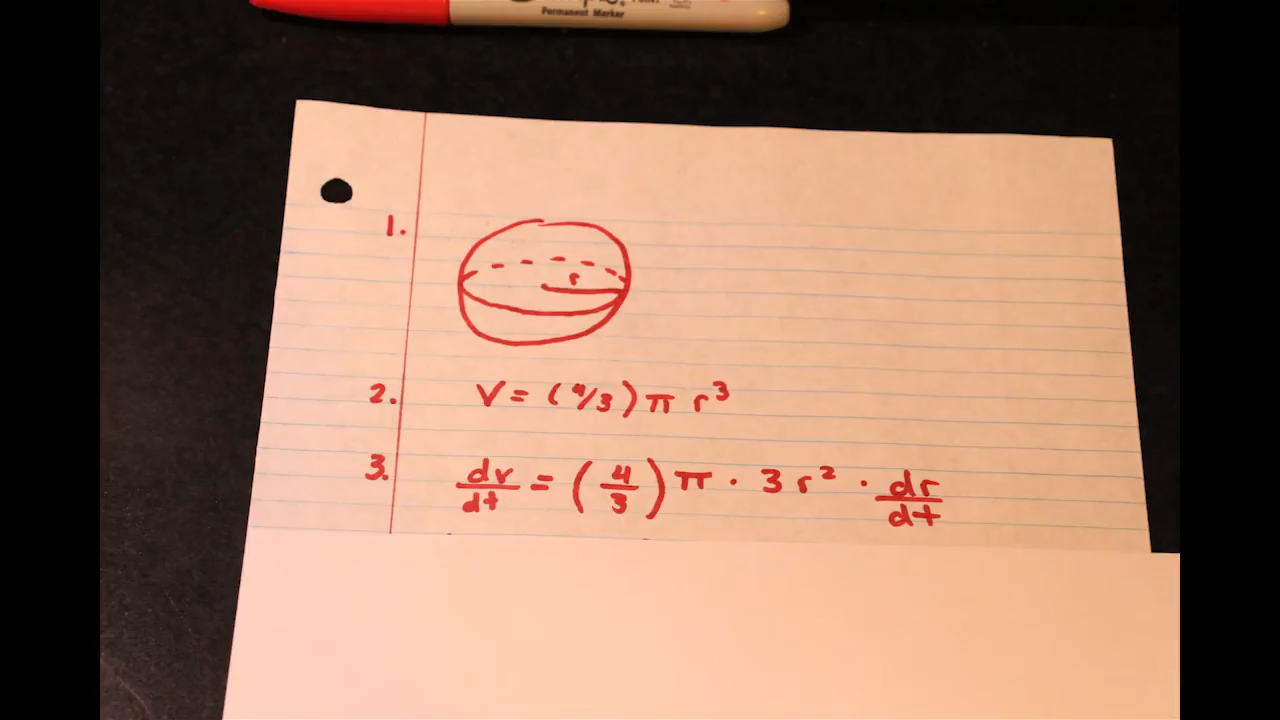 Permanent Marker
1.
r
2. V = (4/3) π r³
3. dv/dt = (4/3) π · 3 r² · dr/dt